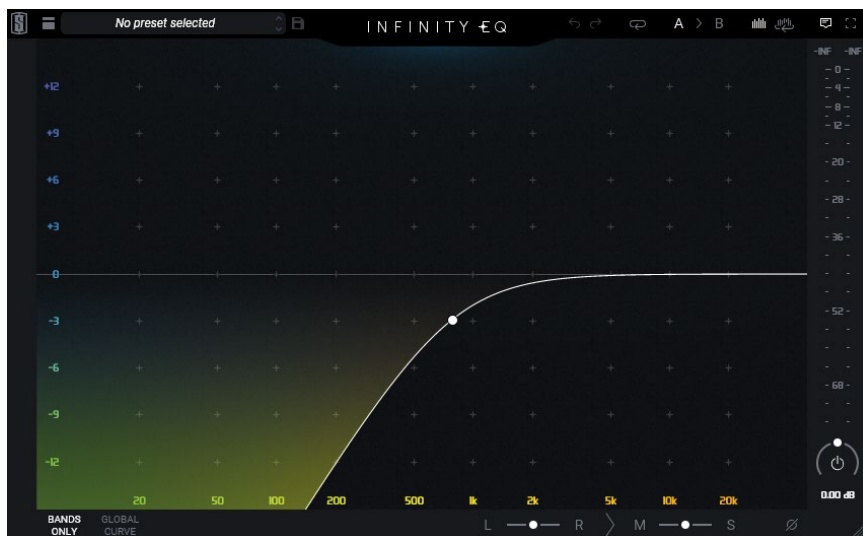 No preset selected INFINITY EQ A > B
-INF -INF
+12 - 0 -
- 4 -
- 8 -
+9 - 12 -
- 20 -
+6
- 28 -
+3
- 36 -
0
-3 - 52 -
-6
- 68 -
-9
-12
0.00 dB
20 50 100 200 500 1k 2k 5k 10k 20k
BANDS ONLY GLOBAL CURVE L R M S